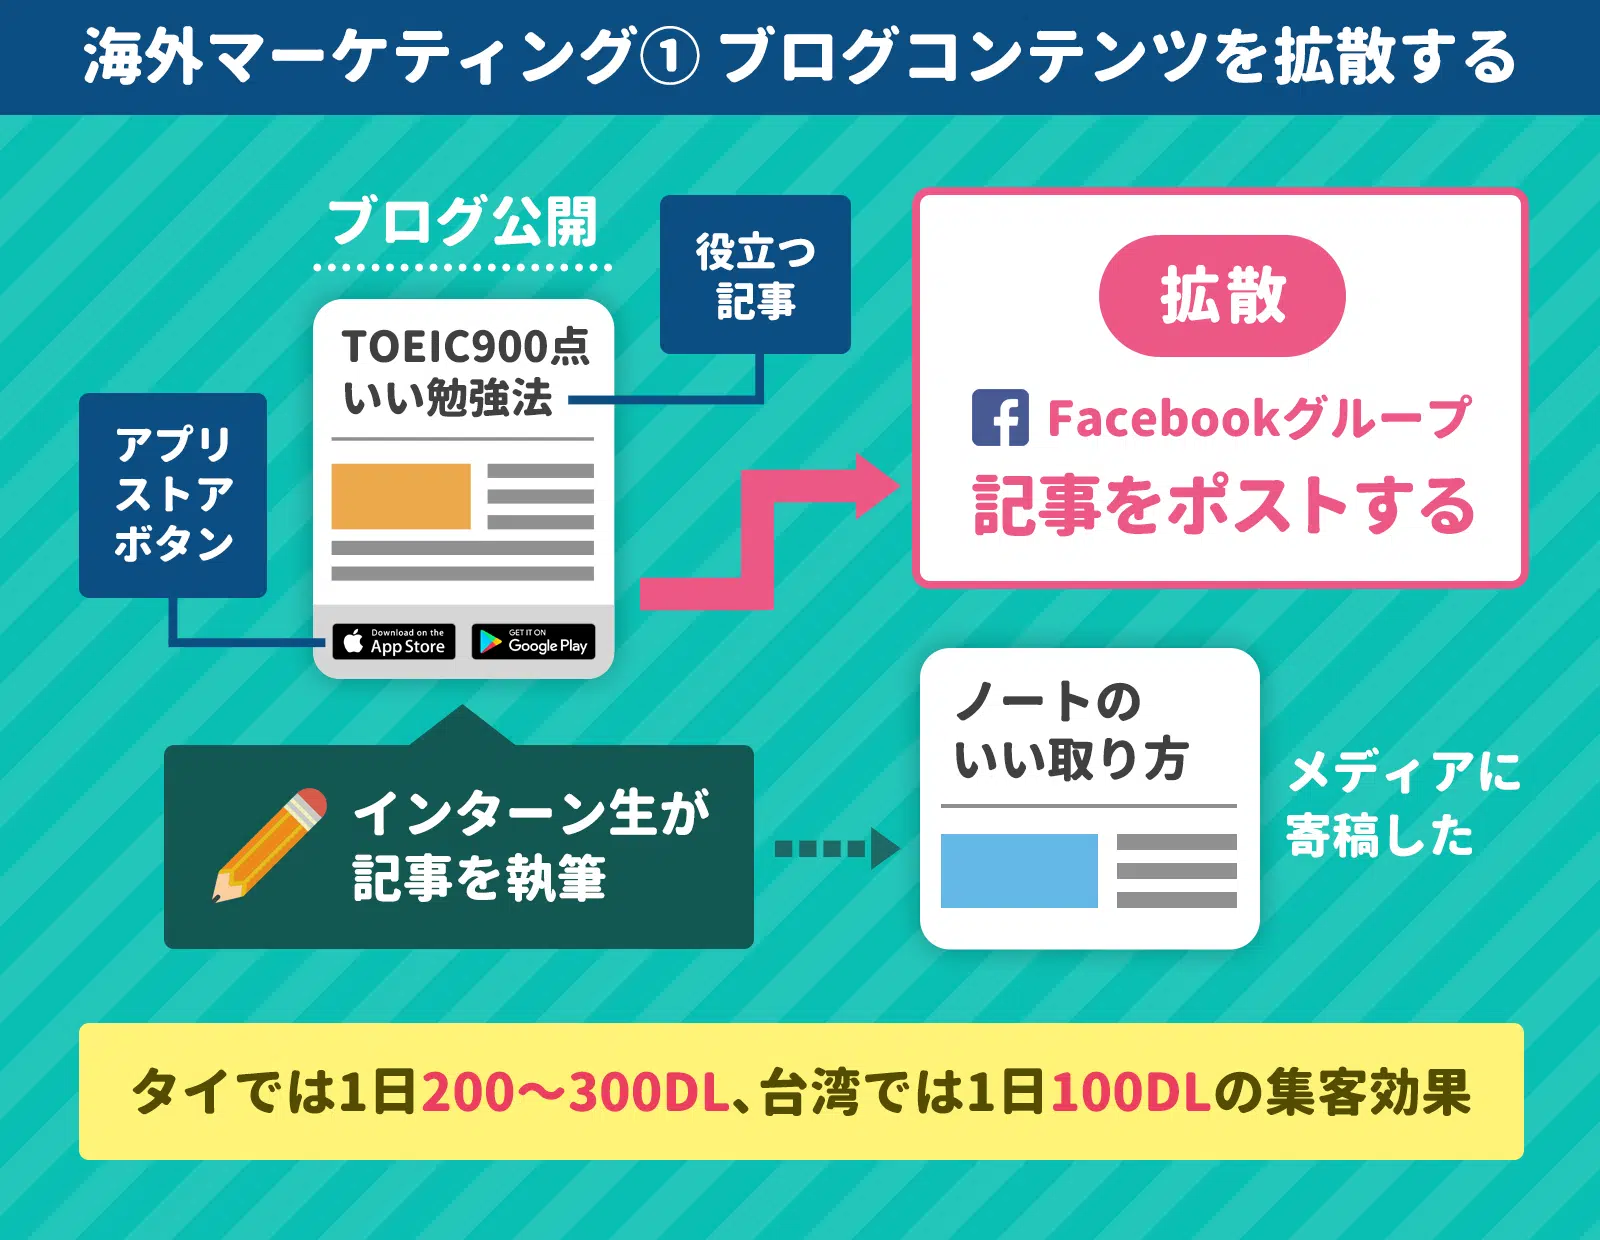 海外マーケティング① ブログコンテンツを拡散する
ブログ公開
役立つ
記事
TOEIC900点
いい勉強法
アプリ
ストア
ボタン
Download on the
App Store
GET IT ON
Google Play
拡散
Facebookグループ
記事をポストする
インターン生が
記事を執筆
ノートの
いい取り方
メディアに
寄稿した
タイでは1日200〜300DL、台湾では1日100DLの集客効果